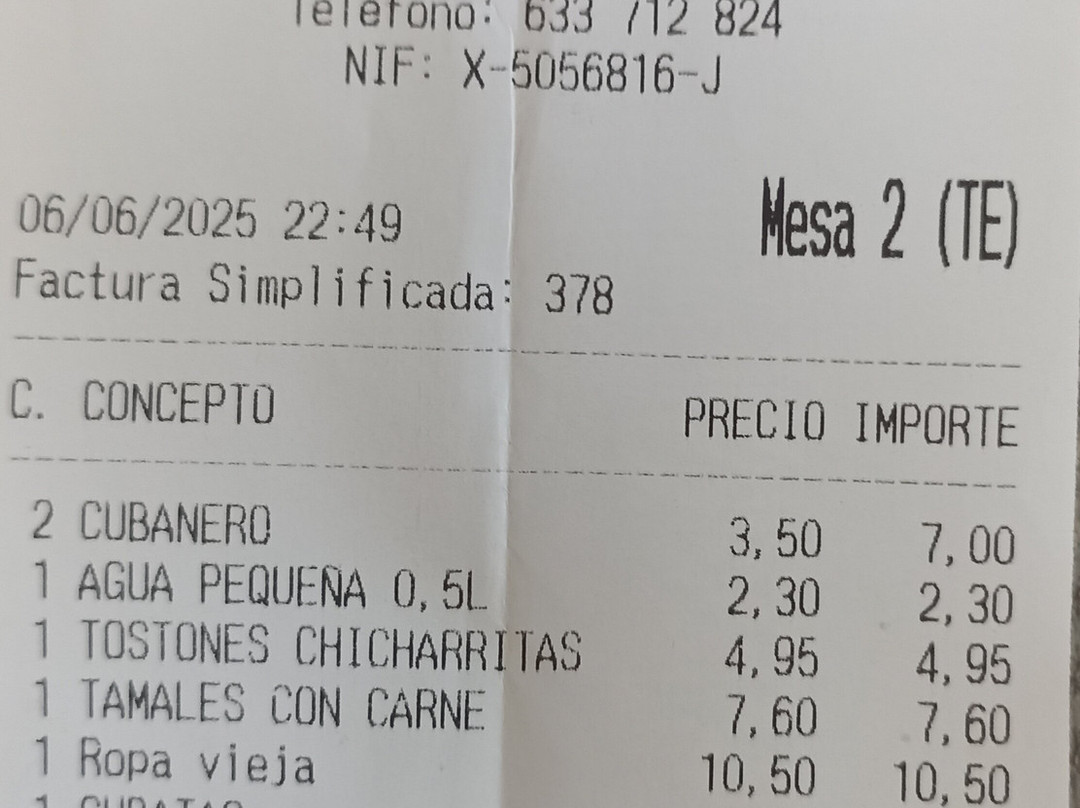 Teléfono: 633 712 824
NIF: X-5056816-J
06/06/2025 22:49 Mesa 2 (TE)
Factura Simplificada: 378
C. CONCEPTO PRECIO IMPORTE
2 CUBANERO 3,50 7,00
1 AGUA PEQUEÑA 0,5L 2,30 2,30
1 TOSTONES CHICHARRITAS 4,95 4,95
1 TAMALES CON CARNE 7,60 7,60
1 Ropa vieja 10,50 10,50
1